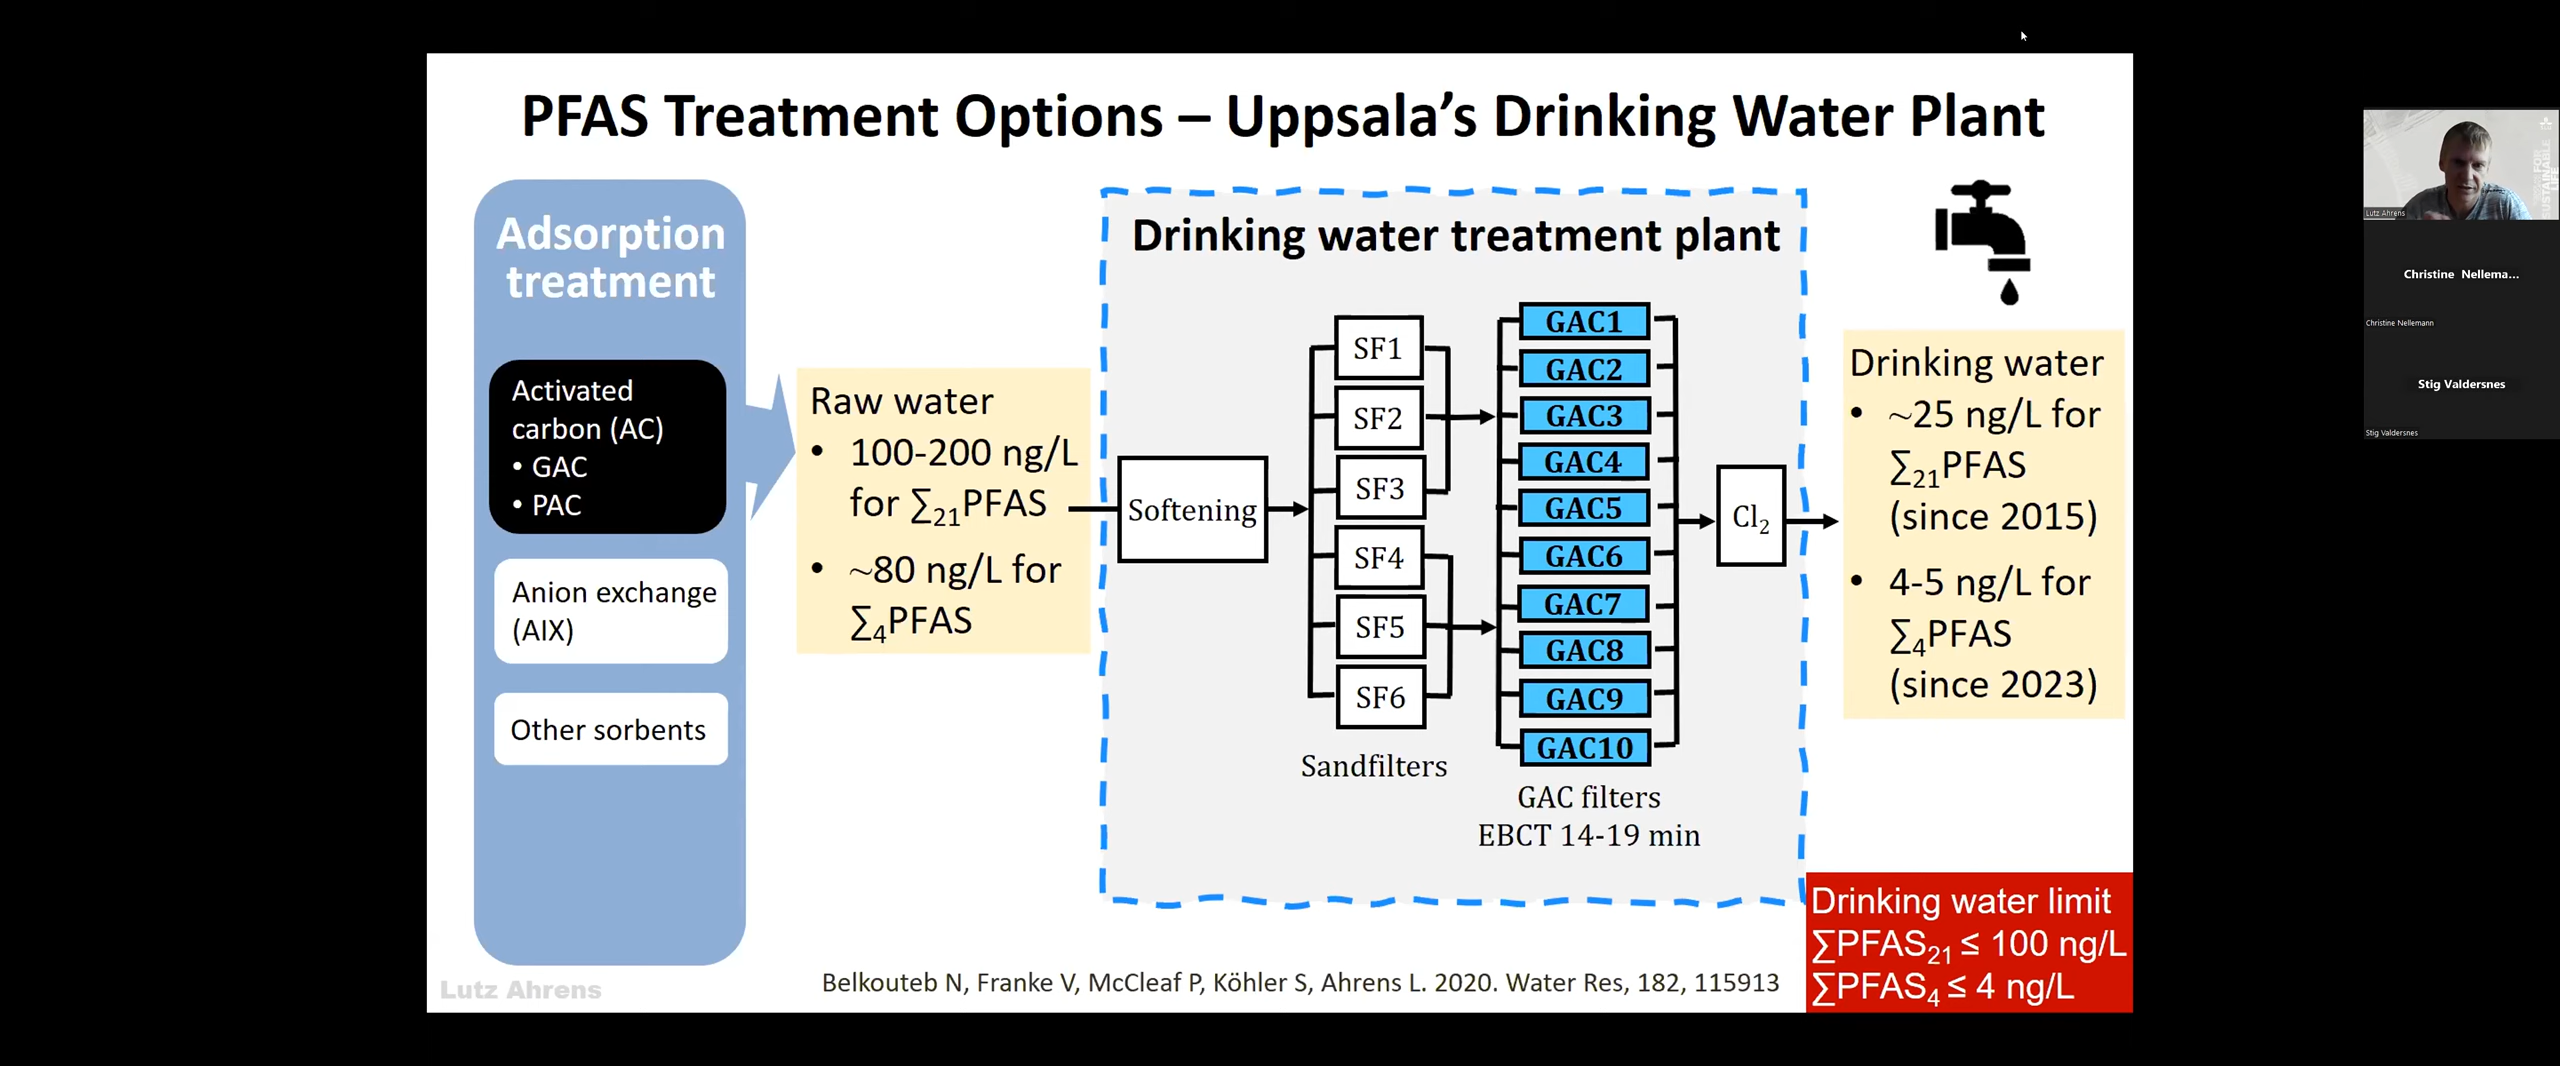 PFAS Treatment Options – Uppsala's Drinking Water Plant
Adsorption
treatment
Activated
carbon (AC)
• GAC
• PAC
Anion exchange
(AIX)
Other sorbents
Raw water
• 100-200 ng/L
for ∑21PFAS
• ~80 ng/L for
∑4PFAS
Drinking water treatment plant
Softening
SF1
SF2
SF3
SF4
SF5
SF6
Sandfilters
GAC1
GAC2
GAC3
GAC4
GAC5
GAC6
GAC7
GAC8
GAC9
GAC10
GAC filters
EBCT 14-19 min
Cl2
Drinking water
• ~25 ng/L for
∑21PFAS
(since 2015)
• 4-5 ng/L for
∑4PFAS
(since 2023)
Drinking water limit
∑PFAS21 ≤ 100 ng/L
∑PFAS4 ≤ 4 ng/L
Lutz Ahrens
Belkouteb N, Franke V, McCleaf P, Köhler S, Ahrens L. 2020. Water Res, 182, 115913
SUSTAINABLE
LIFE
Lutz Ahrens
Christine Nellema...
Christine Nellemann
Stig Valdersnes
Stig Valdersnes